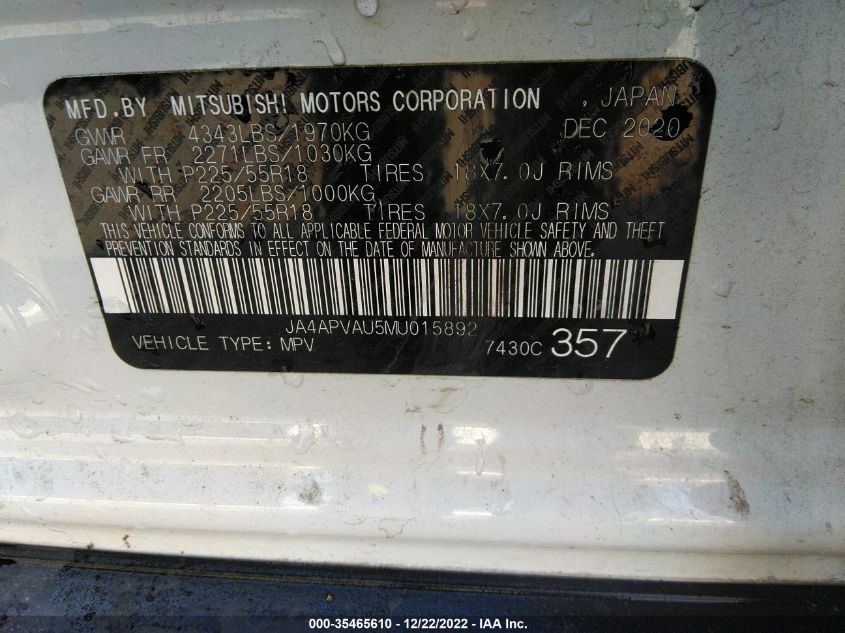 MFD.BY MITSUBISHI MOTORS CORPORATION , JAPAN
GVWR 4343LBS/1970KG DEC 2020
GAWR FR 2271LBS/1030KG
WITH P225/55R18 TIRES 18X7.0J RIMS
GAWR RR 2205LBS/1000KG
WITH P225/55R18 TIRES 18X7.0J RIMS
THIS VEHICLE CONFORMS TO ALL APPLICABLE FEDERAL MOTOR VEHICLE SAFETY AND THEFT
PREVENTION STANDARDS IN EFFECT ON THE DATE OF MANUFACTURE SHOWN ABOVE.
JA4APVAU5MU015892
VEHICLE TYPE: MPV 7430C 357
000-35465610 - 12/22/2022 - IAA Inc.